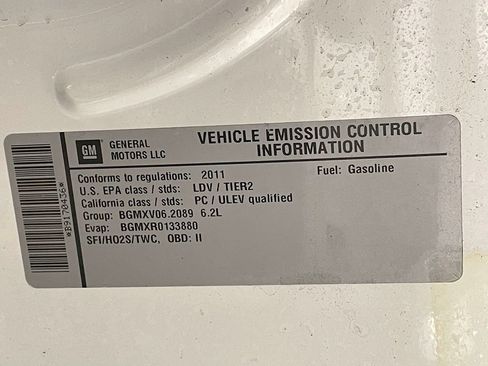 GM GENERAL MOTORS LLC
VEHICLE EMISSION CONTROL
INFORMATION
Conforms to regulations: 2011 Fuel: Gasoline
U.S. EPA class / stds: LDV / TIER2
California class / stds: PC / ULEV qualified
Group: BGMXV06.2089 6.2L
Evap: BGMXR0133880
SFI/HO2S/TWC, OBD: II
*B9170436*